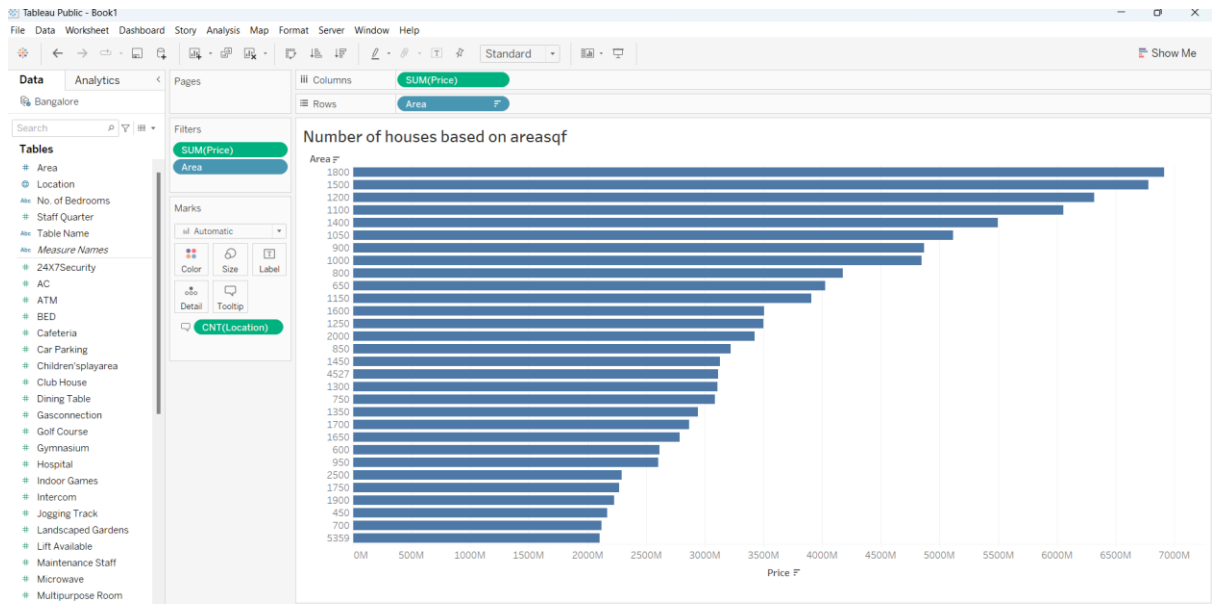 Tableau Public - Book1
File Data Worksheet Dashboard Story Analysis Map Format Server Window Help
Standard
Show Me
Data Analytics
Bangalore
Search
Tables
# Area
Location
Abc No. of Bedrooms
# Staff Quarter
Abc Table Name
Abc Measure Names
# 24X7Security
# AC
# ATM
# BED
# Cafeteria
# Car Parking
# Children'splayarea
# Club House
# Dining Table
# Gasconnection
# Golf Course
# Gymnasium
# Hospital
# Indoor Games
# Intercom
# Jogging Track
# Landscaped Gardens
# Lift Available
# Maintenance Staff
# Microwave
# Multipurpose Room
Pages
Filters
SUM(Price)
Area
Marks
Automatic
Color Size Label
Detail Tooltip
CNT(Location)
Columns SUM(Price)
Rows Area
Number of houses based on areasqf
Area
1800
1500
1200
1100
1400
1050
900
1000
800
650
1150
1600
1250
2000
850
1450
4527
1300
750
1350
1700
1650
600
950
2500
1750
1900
450
700
5359
0M 500M 1000M 1500M 2000M 2500M 3000M 3500M 4000M 4500M 5000M 5500M 6000M 6500M 7000M
Price